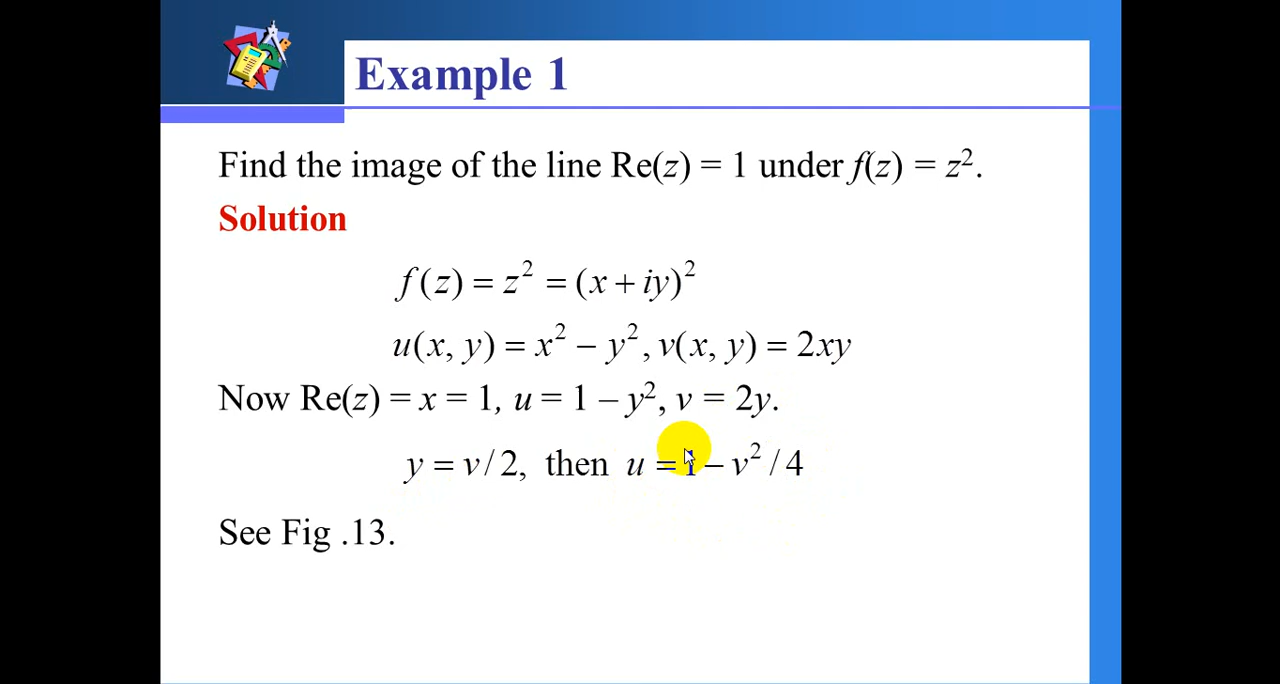 Example 1
Find the image of the line Re(z) = 1 under f(z) = z².
Solution
f(z) = z² = (x + iy)²
u(x, y) = x² − y², v(x, y) = 2xy
Now Re(z) = x = 1, u = 1 – y², v = 2y.
y = v/2, then u = 1 − v² / 4
See Fig .13.